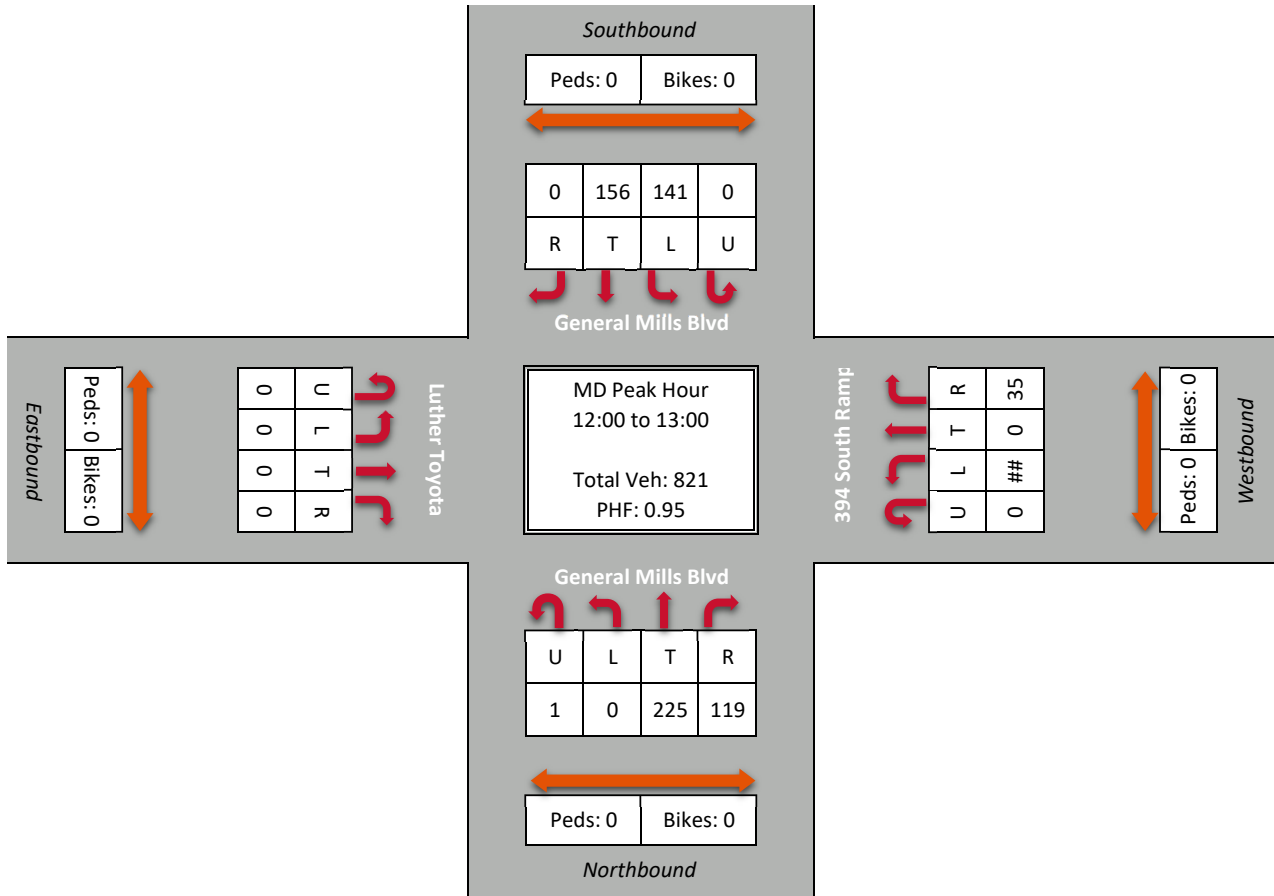 Southbound
Peds: 0 Bikes: 0
0 156 141 0
R T L U
General Mills Blvd
Eastbound
Peds: 0 Bikes: 0
0 0 0 0
U L T R
Luther Toyota
MD Peak Hour
12:00 to 13:00
Total Veh: 821
PHF: 0.95
394 South Ramp
R T L U
35 0 ## 0
Peds: 0 Bikes: 0
Westbound
General Mills Blvd
U L T R
1 0 225 119
Peds: 0 Bikes: 0
Northbound